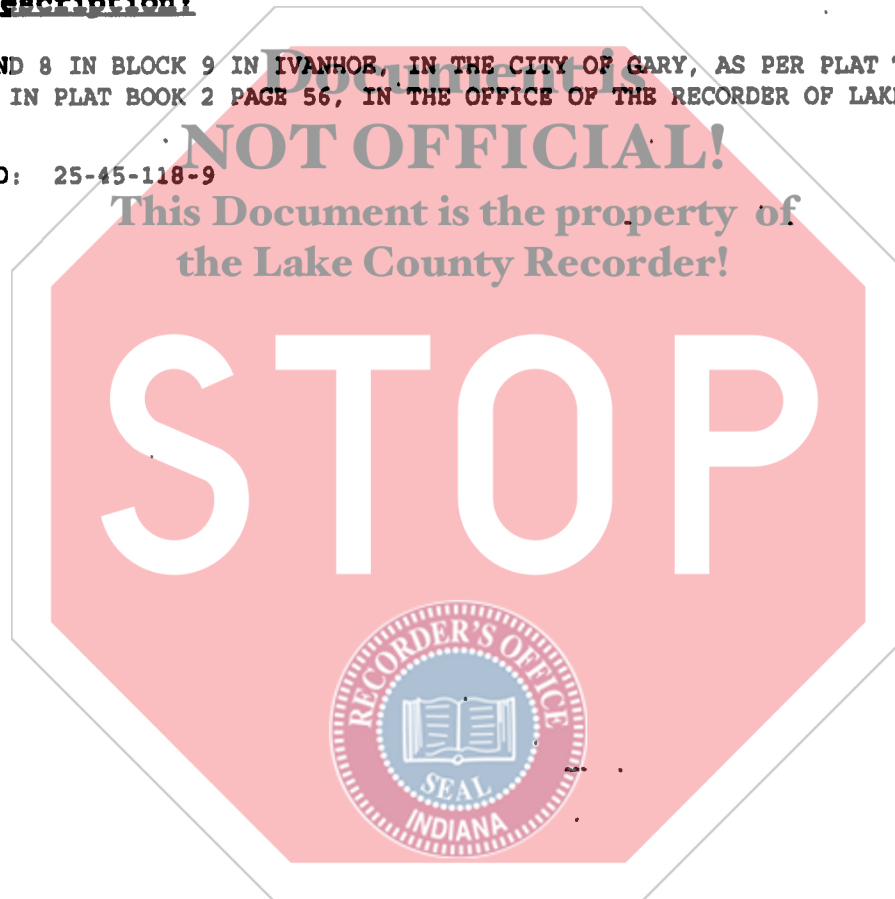 escription:
ND 8 IN BLOCK 9 IN IVANHOE, IN THE CITY OF GARY, AS PER PLAT
IN PLAT BOOK 2 PAGE 56, IN THE OFFICE OF THE RECORDER OF LAKE
Document is
NOT OFFICIAL!
D: 25-45-118-9
This Document is the property of
the Lake County Recorder!
STOP
RECORDER'S OFFICE
SEAL
INDIANA